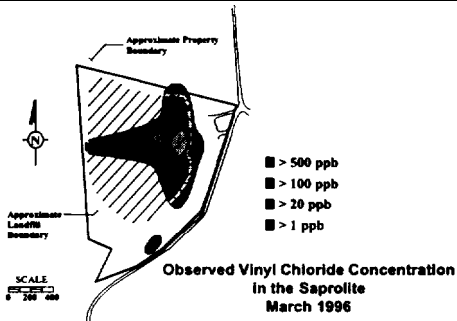 Approximate Property
Boundary
N
> 500 ppb
> 100 ppb
> 20 ppb
> 1 ppb
Approximate
Landfill
Boundary
SCALE
0 200 400
Observed Vinyl Chloride Concentration
in the Saprolite
March 1996